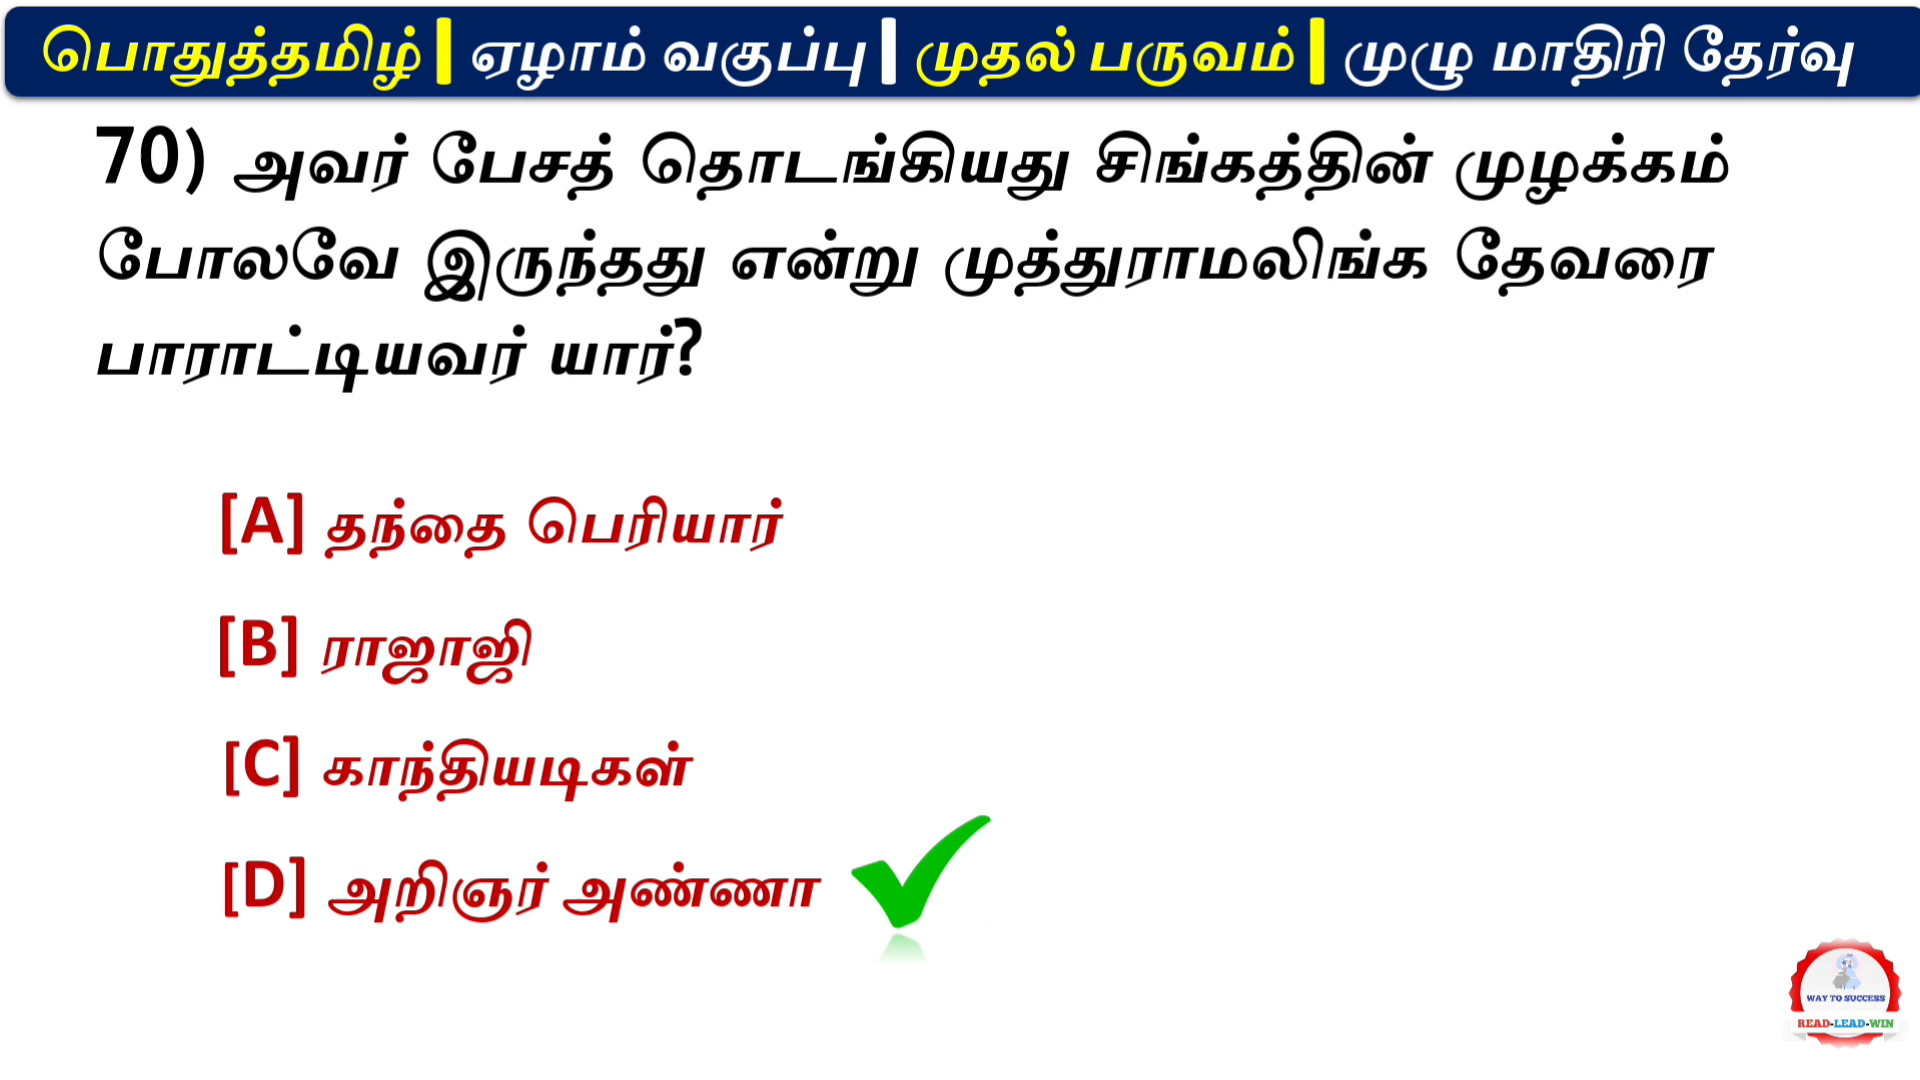 பொதுத்தமிழ் | ஏழாம் வகுப்பு | முதல் பருவம் | முழு மாதிரி தேர்வு
70) அவர் பேசத் தொடங்கியது சிங்கத்தின் முழக்கம்
போலவே இருந்தது என்று முத்துராமலிங்க தேவரை
பாராட்டியவர் யார்?
[A] தந்தை பெரியார்
[B] ராஜாஜி
[C] காந்தியடிகள்
[D] அறிஞர் அண்ணா
WAY TO SUCCESS
READ-LEAD-WIN